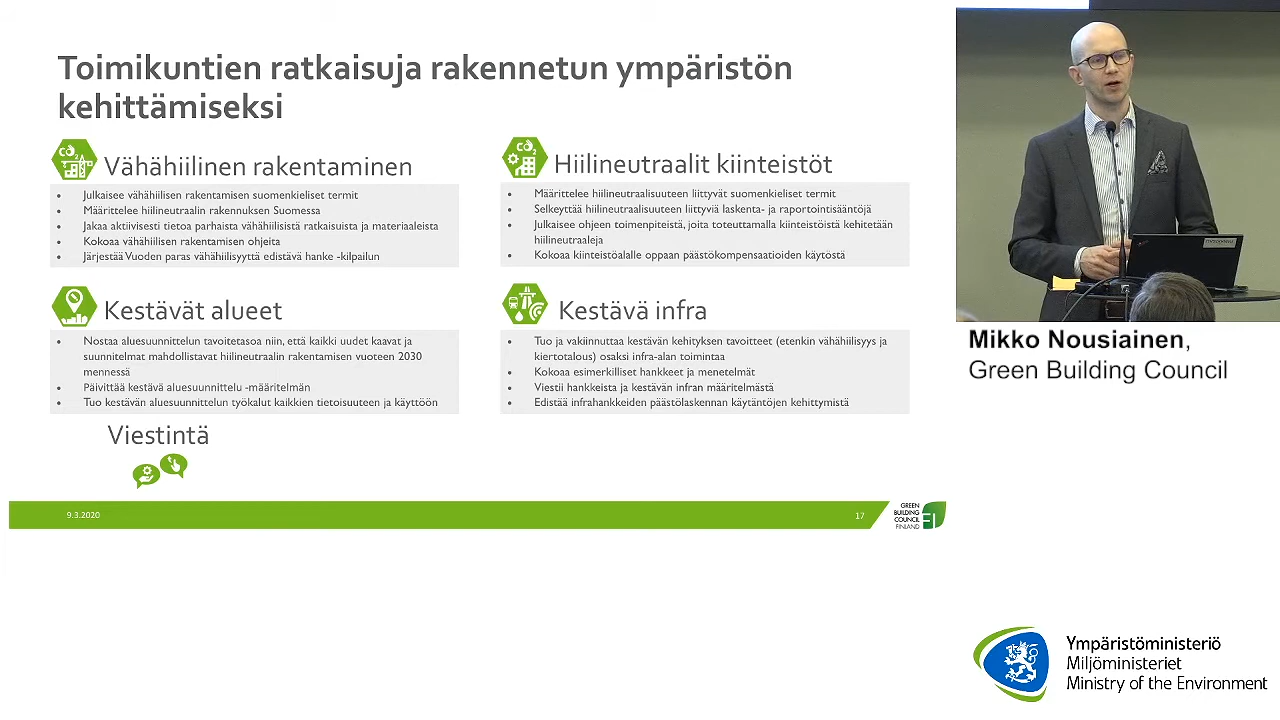 Toimikuntien ratkaisuja rakennetun ympäristön
kehittämiseksi
CO2
Vähähiilinen rakentaminen
• Julkaisee vähähiilisen rakentamisen suomenkieliset termit
• Määrittelee hiilineutraalin rakennuksen Suomessa
• Jakaa aktiivisesti tietoa parhaista vähähiilisistä ratkaisuista ja materiaaleista
• Kokoaa vähähiilisen rakentamisen ohjeita
• Järjestää Vuoden paras vähähiilisyyttä edistävä hanke -kilpailun
CO2
Hiilineutraalit kiinteistöt
• Määrittelee hiilineutraalisuuteen liittyvät suomenkieliset termit
• Selkeyttää hiilineutraalisuuteen liittyviä laskenta- ja raportointisääntöjä
• Julkaisee ohjeen toimenpiteistä, joita toteuttamalla kiinteistöistä kehitetään
hiilineutraaleja
• Kokoaa kiinteistöalalle oppaan päästökompensaatioiden käytöstä
Kestävät alueet
• Nostaa aluesuunnittelun tavoitetasoa niin, että kaikki uudet kaavat ja
suunnitelmat mahdollistavat hiilineutraalin rakentamisen vuoteen 2030
mennessä
• Päivittää kestävä aluesuunnittelu -määritelmän
• Tuo kestävän aluesuunnittelun työkalut kaikkien tietoisuuteen ja käyttöön
Kestävä infra
• Tuo ja vakiinnuttaa kestävän kehityksen tavoitteet (etenkin vähähiilisyys ja
kiertotalous) osaksi infra-alan toimintaa
• Kokoaa esimerkilliset hankkeet ja menetelmät
• Viestii hankkeista ja kestävän infran määritelmästä
• Edistää infrahankkeiden päästölaskennan käytäntöjen kehittymistä
Viestintä
9.3.2020
17
GREEN
BUILDING
COUNCIL
FINLAND
FI
Mikko Nousiainen,
Green Building Council
Ympäristöministeriö
Miljöministeriet
Ministry of the Environment